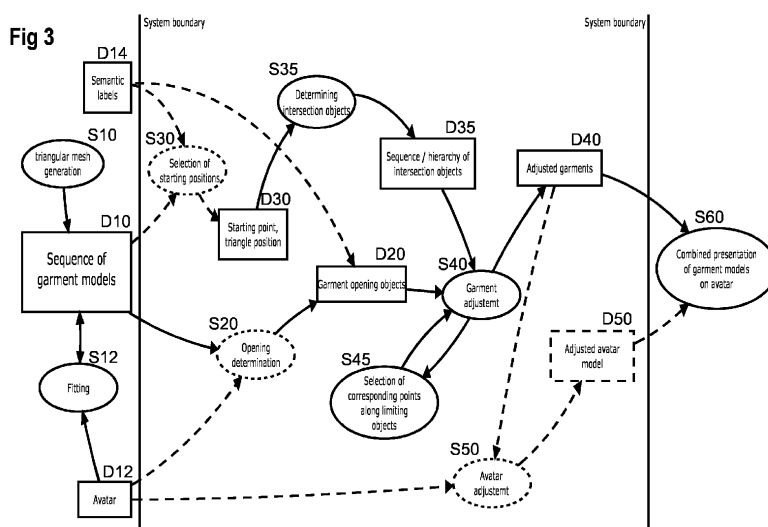 System boundary
System boundary
Fig 3
D14
Semantic
labels
S35
Determining
intersection objects
S10
triangular mesh
generation
S30
Selection of
starting positions
D35
Sequence / hierarchy of
intersection objects
D40
Adjusted garments
D30
Starting point,
triangle position
D10
Sequence of
garment models
S60
Combined presentation
of garment models
on avatar
D20
Garment opening objects
S40
Garment
adjustemt
S20
Opening
determination
D50
Adjusted avatar
model
S12
Fitting
S45
Selection of
corresponding points
along limiting
objects
S50
Avatar
adjustemt
D12
Avatar